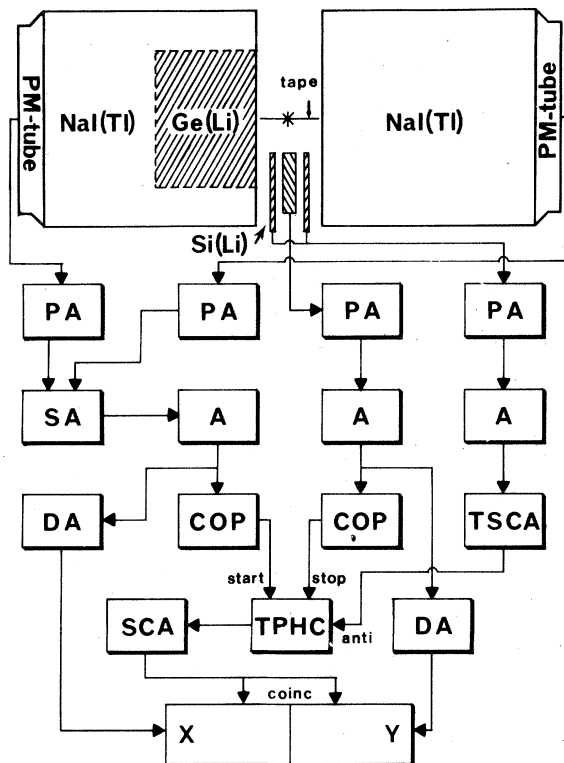 PM-tube
NaI(Tl)
Ge(Li)
tape
NaI(Tl)
PM-tube
Si(Li)
PA
PA
PA
PA
SA
A
A
A
DA
COP
COP
TSCA
start
stop
SCA
TPHC
anti
DA
coinc
X
Y